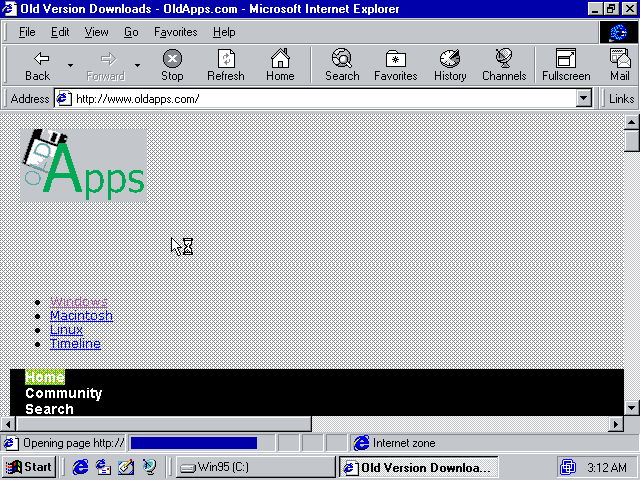 Old Version Downloads - OldApps.com - Microsoft Internet Explorer
File Edit View Go Favorites Help
Back Forward Stop Refresh Home Search Favorites History Channels Fullscreen Mail
Address http://www.oldapps.com/ Links
OLD
Apps
Windows
Macintosh
Linux
Timeline
Home
Community
Search
Opening page http:// Internet zone
Start Win95 (C:) Old Version Downloa... 3:12 AM